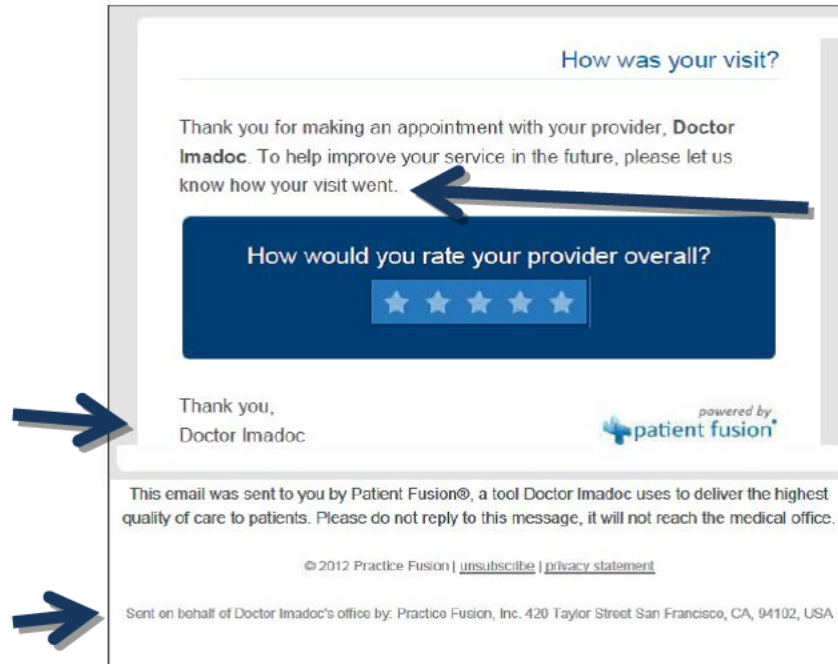 How was your visit?
Thank you for making an appointment with your provider, Doctor
Imadoc. To help improve your service in the future, please let us
know how your visit went.
How would you rate your provider overall?
Thank you,
Doctor Imadoc
powered by
patient fusion
This email was sent to you by Patient Fusion®, a tool Doctor Imadoc uses to deliver the highest
quality of care to patients. Please do not reply to this message, it will not reach the medical office.
© 2012 Practice Fusion | unsubscribe | privacy statement
Sent on behalf of Doctor Imadoc's office by: Practice Fusion, Inc. 420 Taylor Street San Francisco, CA, 94102, USA